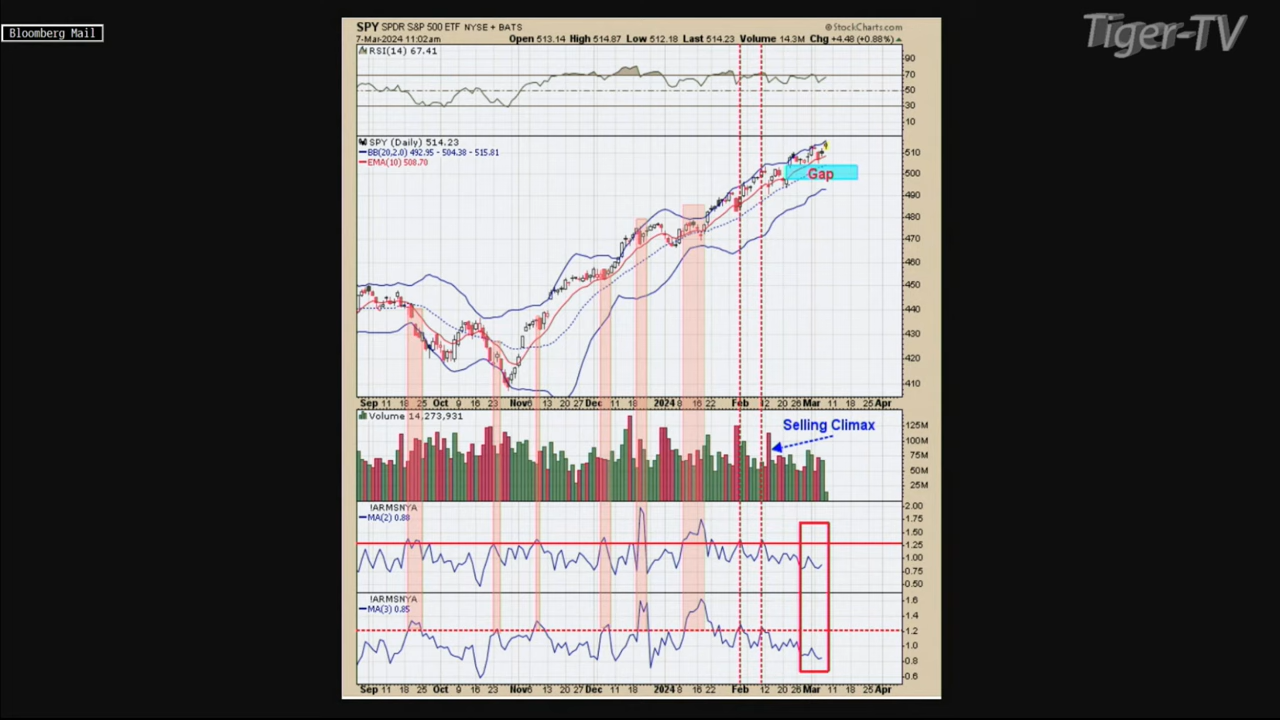 Bloomberg Mail
Tiger-TV
SPY SPDR S&P 500 ETF NYSE + BATS
© StockCharts.com
7-Mar-2024 11:02am
Open 513.14 High 514.87 Low 512.18 Last 514.23 Volume 14.3M Chg +4.48 (+0.88%)
RSI(14) 67.41
90
70
50
30
10
SPY (Daily) 514.23
BB(20,2.0) 492.95 - 504.38 - 515.81
EMA(10) 508.70
510
500
490
480
470
460
450
440
430
420
410
Gap
Sep 11 18 25 Oct 9 16 23 Nov 6 13 20 27 Dec 11 18 2024 8 16 22 Feb 12 20 26 Mar 11 18 25 Apr
Volume 14,273,931
Selling Climax
125M
100M
75M
50M
25M
!ARMSNYA
MA(2) 0.88
2.00
1.75
1.50
1.25
1.00
0.75
0.50
!ARMSNYA
MA(3) 0.85
1.6
1.4
1.2
1.0
0.8
0.6
Sep 11 18 25 Oct 9 16 23 Nov 6 13 20 27 Dec 11 18 2024 8 16 22 Feb 12 20 26 Mar 11 18 25 Apr